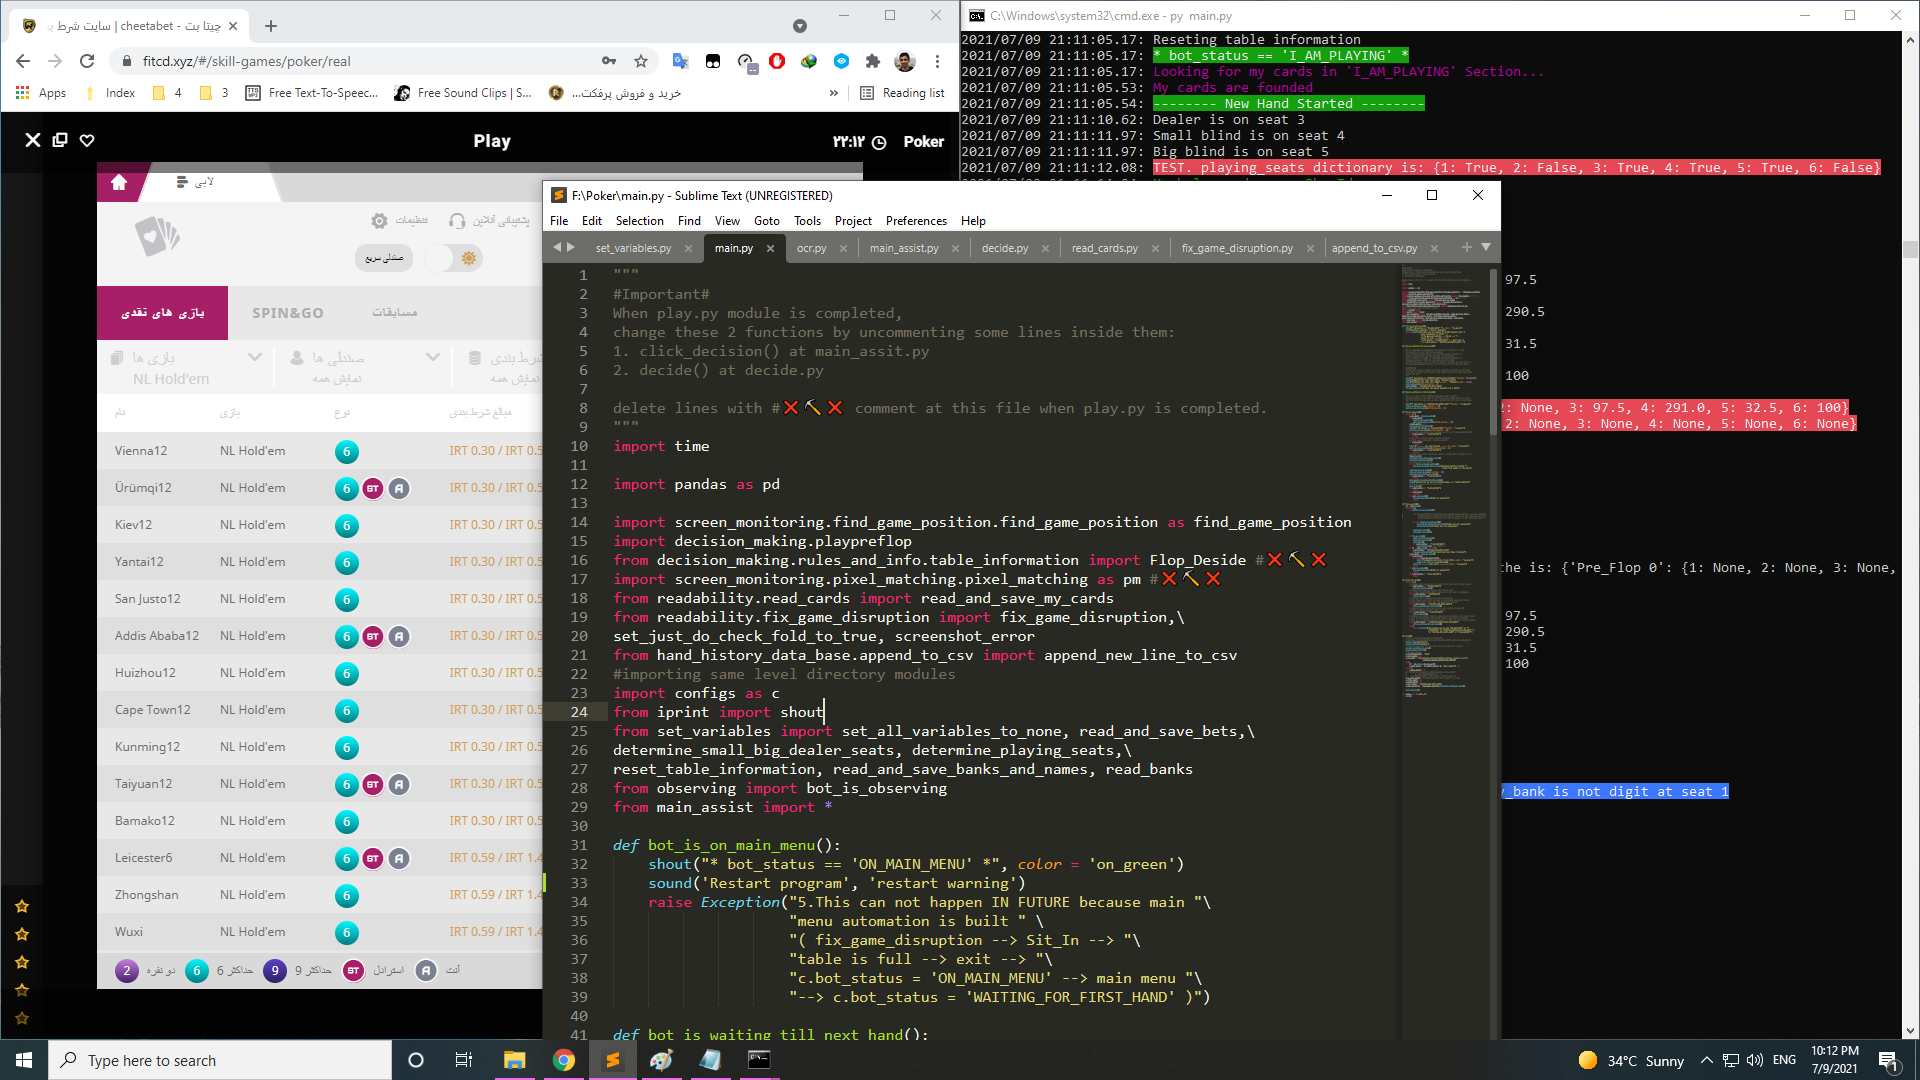 چیتا بت - cheetabet | سایت شرط ب
fitcd.xyz/#/skill-games/poker/real
Apps
Index
4
3
Free Text-To-Speec...
Free Sound Clips | S...
خرید و فروش پرفکت...
»
Reading list
Play
۲۲:۱۲
Poker
لابی
تنظیمات
پشتیبانی آنلاین
صندلی سریع
بازی های تقدی
SPIN&GO
مسابقات
بازی ها
NL Hold'em
صندلی ها
نمایش همه
شرط بندی
نمایش همه
نام
بازی
نوع
مبالغ شرط بندی
Vienna12 NL Hold'em 6 IRT 0.30 / IRT 0.5
Ürümqi12 NL Hold'em 6 ST A IRT 0.30 / IRT 0.5
Kiev12 NL Hold'em 6 IRT 0.30 / IRT 0.5
Yantai12 NL Hold'em 6 IRT 0.30 / IRT 0.5
San Justo12 NL Hold'em 6 IRT 0.30 / IRT 0.5
Addis Ababa12 NL Hold'em 6 ST A IRT 0.30 / IRT 0.5
Huizhou12 NL Hold'em 6 IRT 0.30 / IRT 0.5
Cape Town12 NL Hold'em 6 IRT 0.30 / IRT 0.5
Kunming12 NL Hold'em 6 IRT 0.30 / IRT 0.5
Taiyuan12 NL Hold'em 6 ST A IRT 0.30 / IRT 0.5
Bamako12 NL Hold'em 6 IRT 0.30 / IRT 0.5
Leicester6 NL Hold'em 6 ST A IRT 0.59 / IRT 1.4
Zhongshan NL Hold'em 6 IRT 0.59 / IRT 1.4
Wuxi NL Hold'em 6 IRT 0.59 / IRT 1.4
2 دو نفره 6 حداکثر 6 9 حداکثر 9 ST استرادل A آنت
C:\Windows\system32\cmd.exe - py main.py
2021/07/09 21:11:05.17: Reseting table information
2021/07/09 21:11:05.17: * bot_status == 'I_AM_PLAYING' *
2021/07/09 21:11:05.17: Looking for my cards in 'I_AM_PLAYING' Section...
2021/07/09 21:11:05.53: My cards are founded
2021/07/09 21:11:05.54: -------- New Hand Started --------
2021/07/09 21:11:10.62: Dealer is on seat 3
2021/07/09 21:11:11.97: Small blind is on seat 4
2021/07/09 21:11:11.97: Big blind is on seat 5
2021/07/09 21:11:12.08: TEST. playing_seats dictionary is: {1: True, 2: False, 3: True, 4: True, 5: True, 6: False}
97.5
290.5
31.5
100
2: None, 3: 97.5, 4: 291.0, 5: 32.5, 6: 100}
2: None, 3: None, 4: None, 5: None, 6: None}
che is: {'Pre_Flop 0': {1: None, 2: None, 3: None,
97.5
290.5
31.5
100
_bank is not digit at seat 1
F:\Poker\main.py - Sublime Text (UNREGISTERED)
File Edit Selection Find View Goto Tools Project Preferences Help
set_variables.py main.py ocr.py main_assist.py decide.py read_cards.py fix_game_disruption.py append_to_csv.py
1 """
2 #Important#
3 When play.py module is completed,
4 change these 2 functions by uncommenting some lines inside them:
5 1. click_decision() at main_assit.py
6 2. decide() at decide.py
7
8 delete lines with #❌⛏❌ comment at this file when play.py is completed.
9 """
10 import time
11
12 import pandas as pd
13
14 import screen_monitoring.find_game_position.find_game_position as find_game_position
15 import decision_making.playpreflop
16 from decision_making.rules_and_info.table_information import Flop_Deside #❌⛏❌
17 import screen_monitoring.pixel_matching.pixel_matching as pm #❌⛏❌
18 from readability.read_cards import read_and_save_my_cards
19 from readability.fix_game_disruption import fix_game_disruption,\
20 set_just_do_check_fold_to_true, screenshot_error
21 from hand_history_data_base.append_to_csv import append_new_line_to_csv
22 #importing same level directory modules
23 import configs as c
24 from iprint import shout
25 from set_variables import set_all_variables_to_none, read_and_save_bets,\
26 determine_small_big_dealer_seats, determine_playing_seats,\
27 reset_table_information, read_and_save_banks_and_names, read_banks
28 from observing import bot_is_observing
29 from main_assist import *
30
31 def bot_is_on_main_menu():
32 shout("* bot_status == 'ON_MAIN_MENU' *", color = 'on_green')
33 sound('Restart program', 'restart warning')
34 raise Exception("5.This can not happen IN FUTURE because main "\
35 "menu automation is built " \
36 "( fix_game_disruption --> Sit_In --> "\
37 "table is full --> exit --> "\
38 "c.bot_status = 'ON_MAIN_MENU' --> main menu "\
39 "--> c.bot_status = 'WAITING_FOR_FIRST_HAND' )")
40
41 def bot_is_waiting_till_next_hand():
Type here to search
34°C Sunny
ENG
10:12 PM
7/9/2021
1